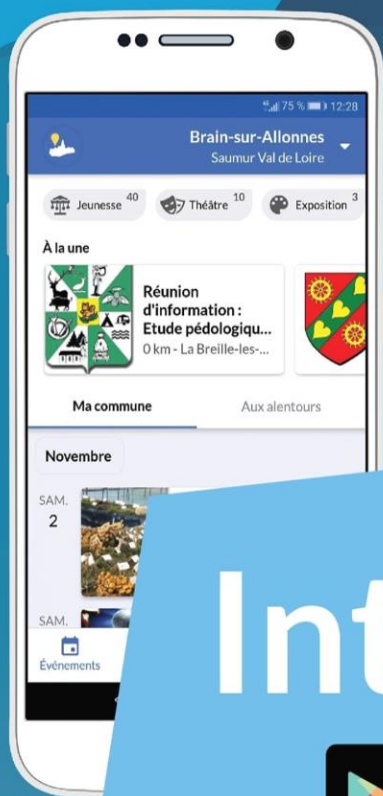 75 % 12:28
Brain-sur-Allonnes
Saumur Val de Loire
Jeunesse 40 Théâtre 10 Exposition 3
À la une
Réunion
d'information :
Etude pédologiqu...
0 km - La Breille-les-...
Ma commune Aux alentours
Novembre
SAM.
2
SAM.
Événements
Int